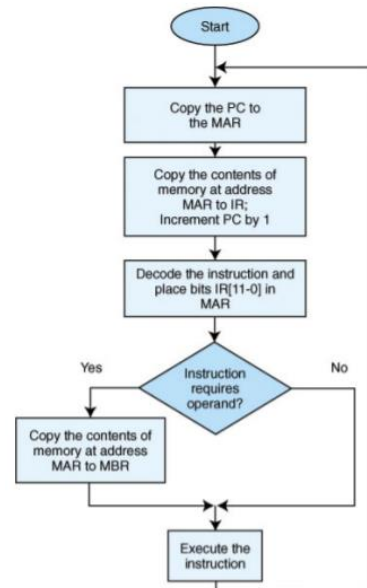 Start
Copy the PC to
the MAR
Copy the contents of
memory at address
MAR to IR;
Increment PC by 1
Decode the instruction and
place bits IR[11-0] in
MAR
Yes
Instruction
requires
operand?
No
Copy the contents of
memory at address
MAR to MBR
Execute the
instruction